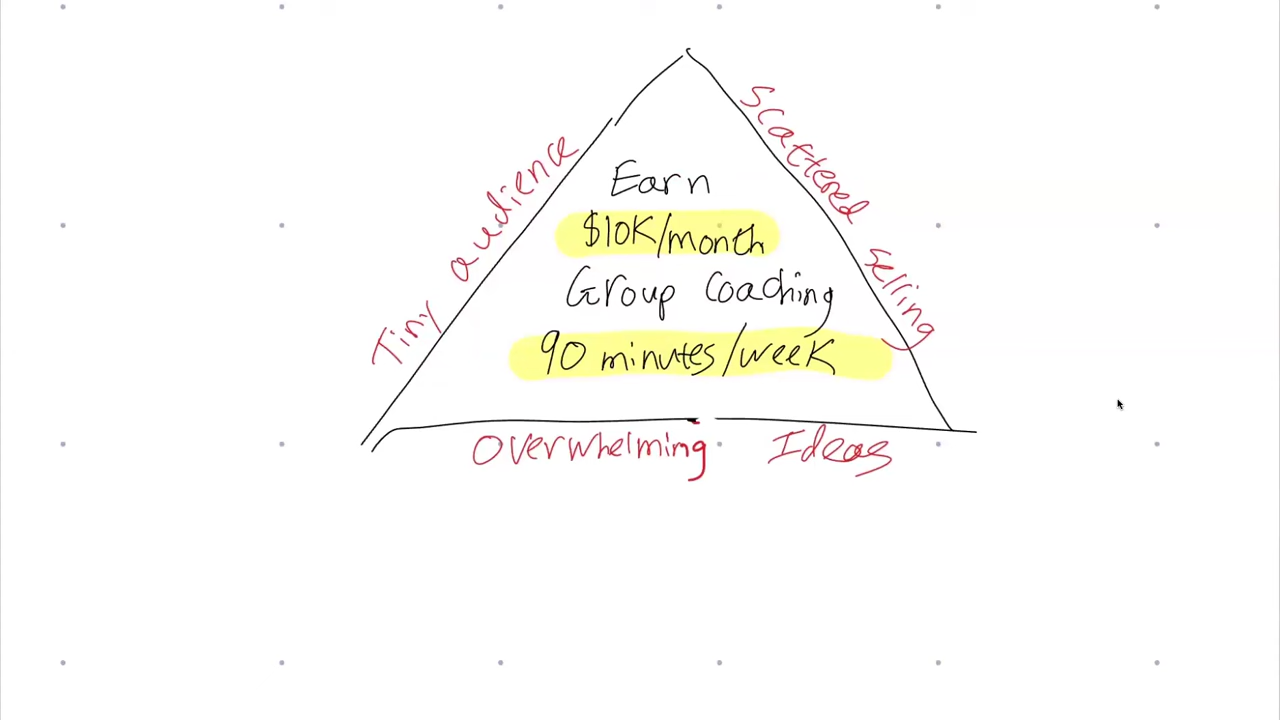 Scattered selling
Tiny audience
Earn
$10K/month
Group coaching
90 minutes/week
Overwhelming Ideas